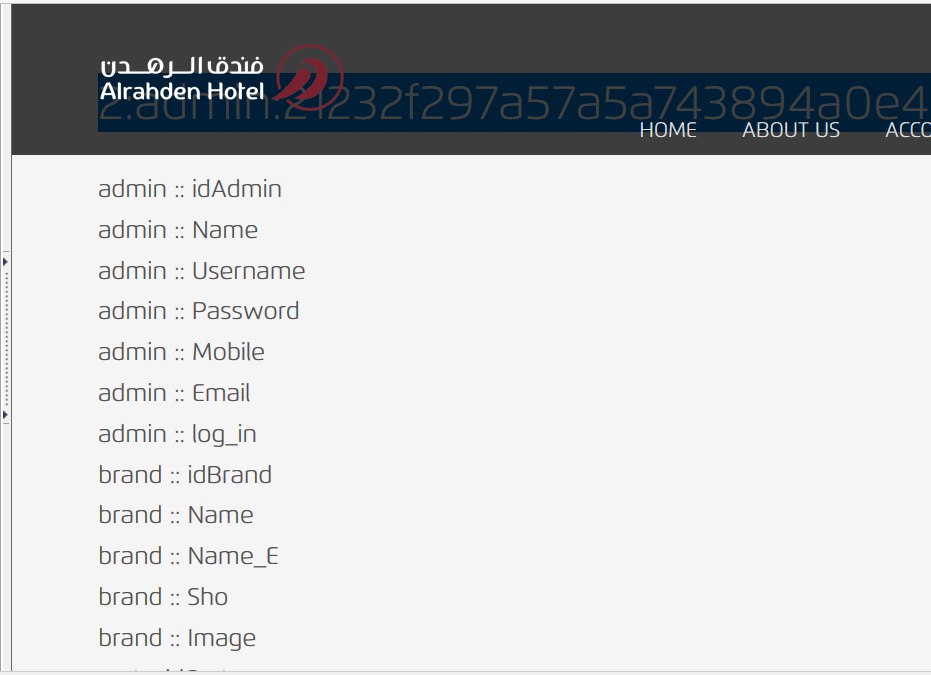 فندق الرهدن
Alrahden Hotel
2:admin:21232f297a57a5a743894a0e4
HOME ABOUT US ACCO
admin :: idAdmin
admin :: Name
admin :: Username
admin :: Password
admin :: Mobile
admin :: Email
admin :: log_in
brand :: idBrand
brand :: Name
brand :: Name_E
brand :: Sho
brand :: Image